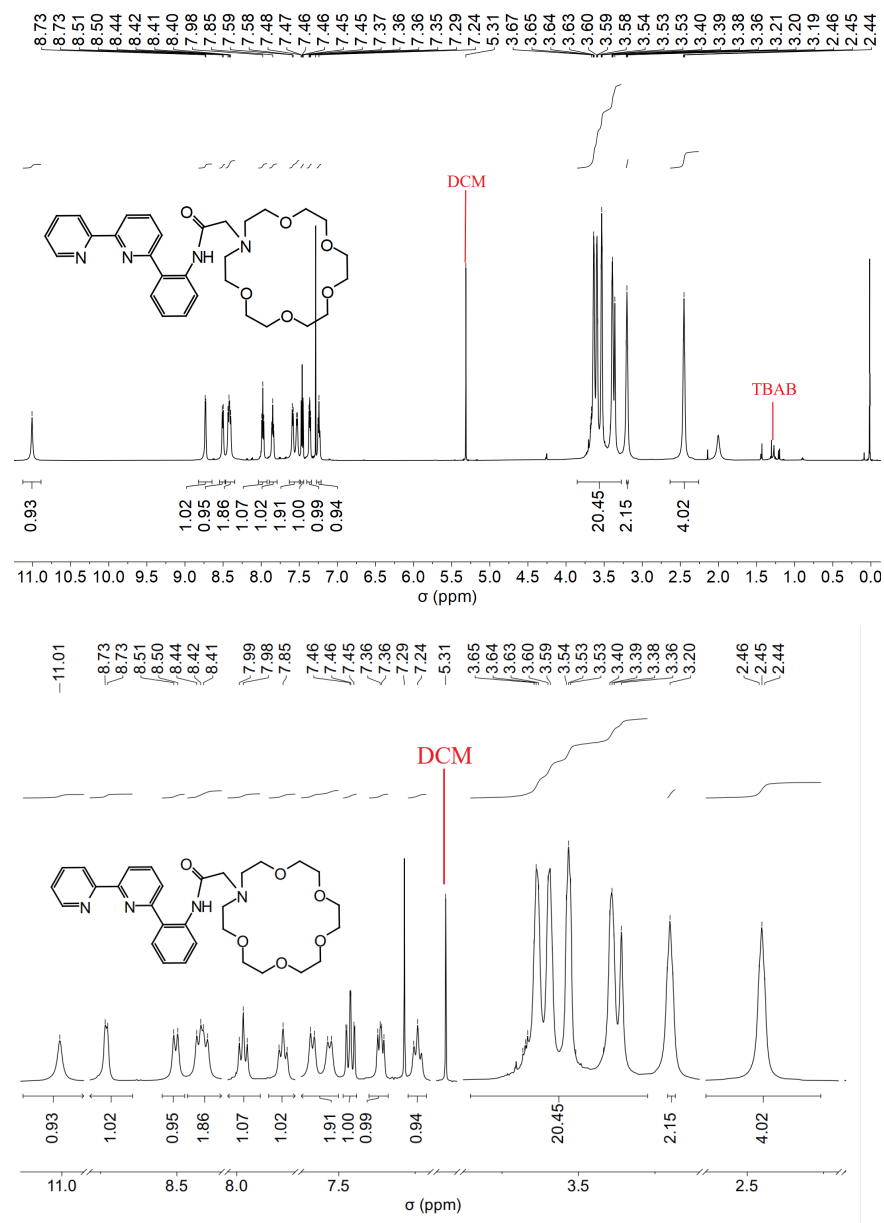 8.73 8.73 8.51 8.50 8.44 8.42 8.41 8.40 7.98 7.85 7.59 7.58 7.48 7.47 7.46 7.46 7.45 7.45 7.37 7.36 7.36 7.35 7.29 7.24 5.31 3.67 3.65 3.64 3.63 3.60 3.59 3.58 3.54 3.53 3.53 3.40 3.39 3.38 3.36 3.21 3.20 3.19 2.46 2.45 2.44
DCM
O
O
N
NH
N
N
O
O
O
O
TBAB
0.93 1.02 0.95 1.86 1.07 1.02 1.91 1.00 0.99 0.94 20.45 2.15 4.02
11.0 10.5 10.0 9.5 9.0 8.5 8.0 7.5 7.0 6.5 6.0 5.5 5.0 4.5 4.0 3.5 3.0 2.5 2.0 1.5 1.0 0.5 0.0
σ (ppm)
11.01 8.73 8.73 8.51 8.50 8.44 8.42 8.41 7.99 7.98 7.85 7.46 7.46 7.45 7.36 7.36 7.29 7.24 5.31 3.65 3.64 3.63 3.60 3.59 3.54 3.53 3.53 3.40 3.39 3.38 3.36 3.20 2.46 2.45 2.44
DCM
O
O
N
O
NH
N
N
O
O
O
0.93 1.02 0.95 1.86 1.07 1.02 1.91 1.00 0.99 0.94 20.45 2.15 4.02
11.0 8.5 8.0 7.5 3.5 2.5
σ (ppm)